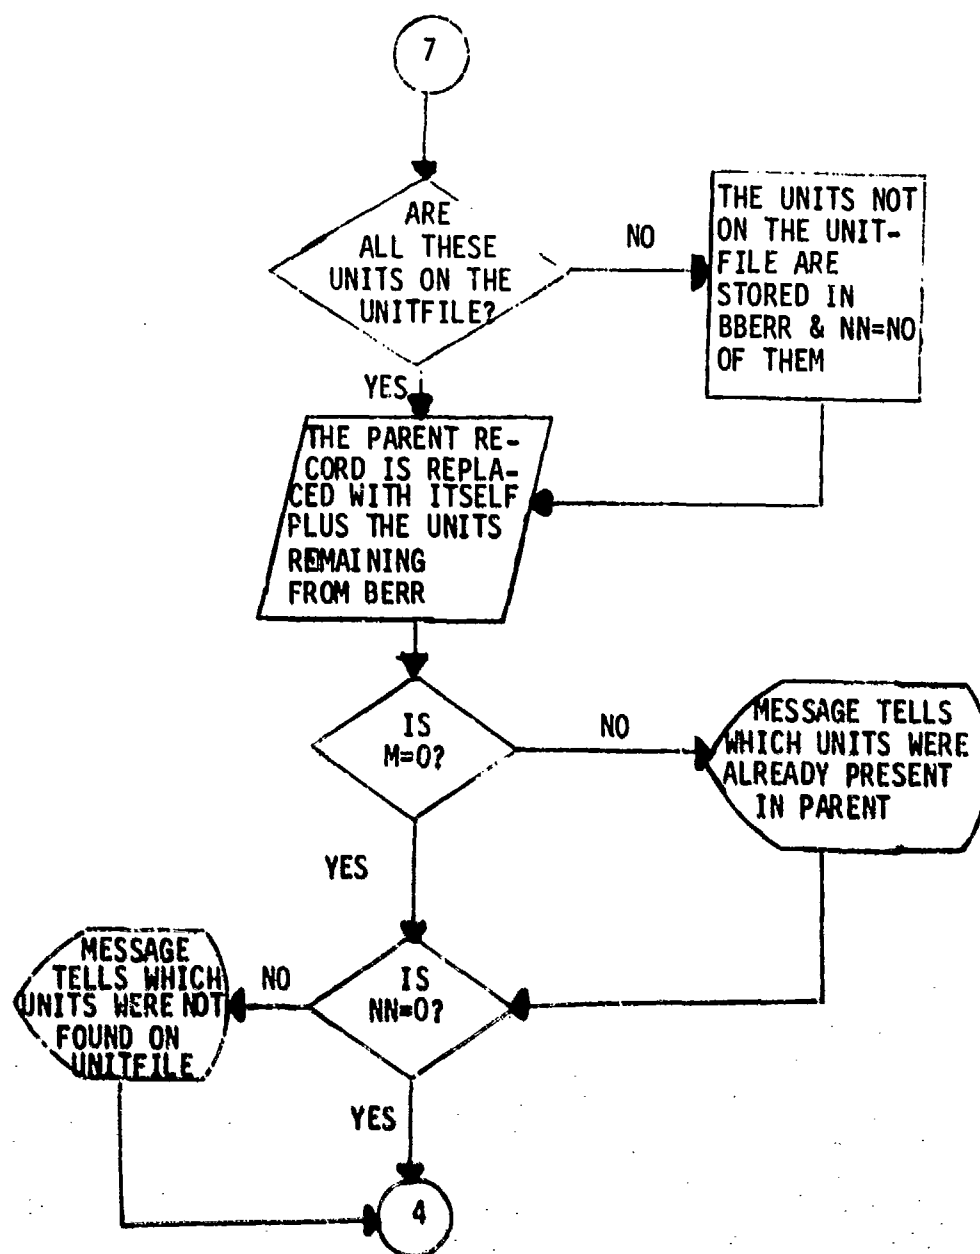 7
ARE
ALL THESE
UNITS ON THE
UNITFILE?
NO
THE UNITS NOT
ON THE UNIT-
FILE ARE
STORED IN
BBERR & NN=NO
OF THEM
YES
THE PARENT RE-
CORD IS REPLA-
CED WITH ITSELF
PLUS THE UNITS
REMAINING
FROM BERR
IS
M=0?
NO
MESSAGE TELLS
WHICH UNITS WERE
ALREADY PRESENT
IN PARENT
YES
IS
NN=0?
NO
MESSAGE
TELLS WHICH
UNITS WERE NOT
FOUND ON
UNITFILE
YES
4